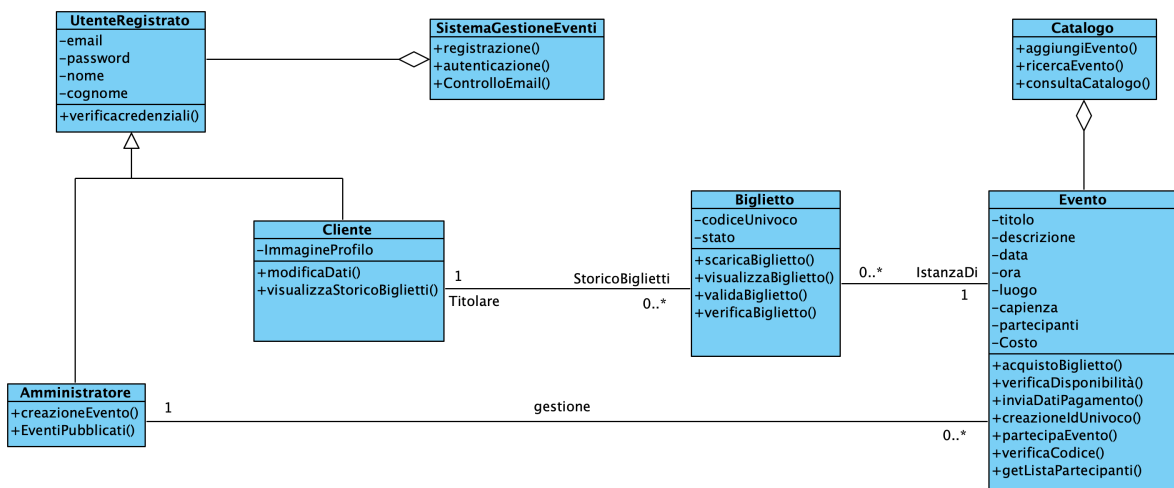 UtenteRegistrato
-email
-password
-nome
-cognome
+verificacredenziali()
SistemaGestioneEventi
+registrazione()
+autenticazione()
+ControlloEmail()
Catalogo
+aggiungiEvento()
+ricercaEvento()
+consultaCatalogo()
Cliente
-ImmagineProfilo
+modificaDati()
+visualizzaStoricoBiglietti()
1
Titolare
StoricoBiglietti
0..*
Biglietto
-codiceUnivoco
-stato
+scaricaBiglietto()
+visualizzaBiglietto()
+validaBiglietto()
+verificaBiglietto()
0..*
IstanzaDi
1
Evento
-titolo
-descrizione
-data
-ora
-luogo
-capienza
-partecipanti
-Costo
+acquistoBiglietto()
+verificaDisponibilità()
+inviaDatiPagamento()
+creazioneIdUnivoco()
+partecipaEvento()
+verificaCodice()
+getListaPartecipanti()
Amministratore
+creazioneEvento()
+EventiPubblicati()
1
gestione
0..*